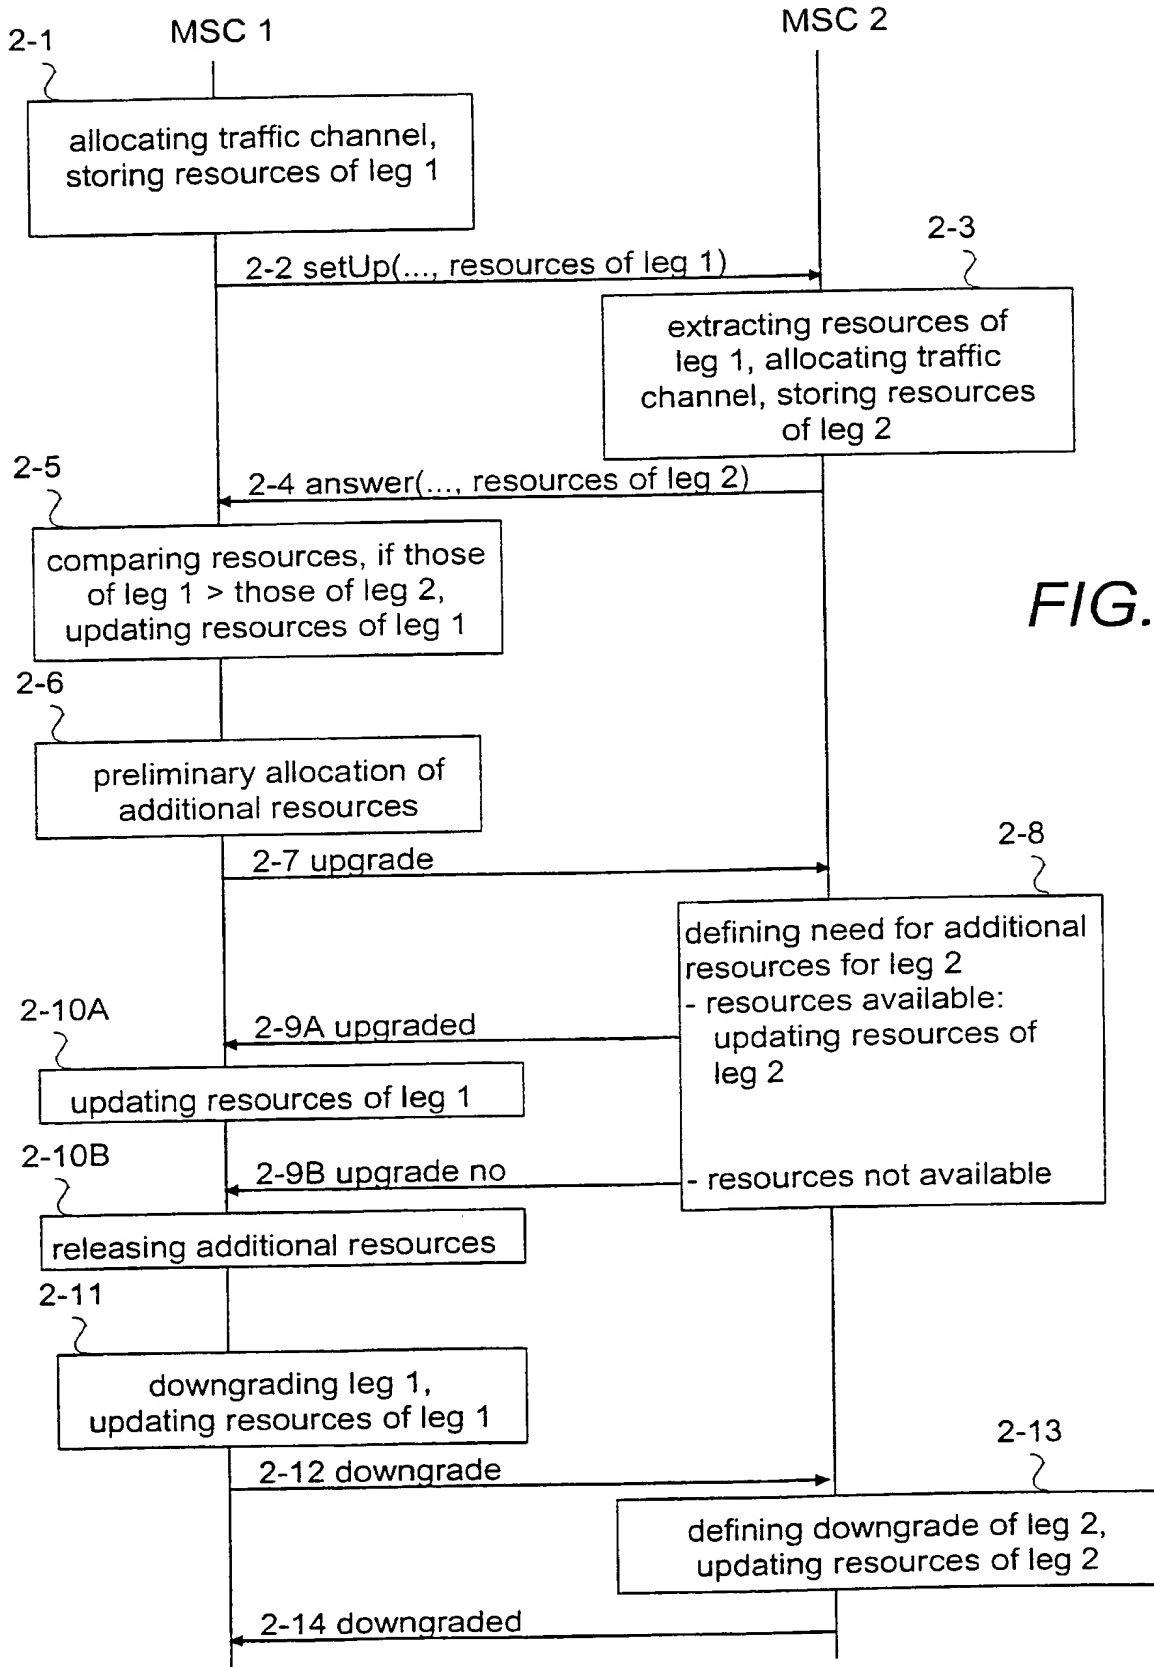 MSC 1
MSC 2
2-1
allocating traffic channel,
storing resources of leg 1
2-2 setUp(..., resources of leg 1)
2-3
extracting resources of
leg 1, allocating traffic
channel, storing resources
of leg 2
2-4 answer(..., resources of leg 2)
2-5
comparing resources, if those
of leg 1 > those of leg 2,
updating resources of leg 1
FIG.
2-6
preliminary allocation of
additional resources
2-7 upgrade
2-8
defining need for additional
resources for leg 2
- resources available:
updating resources of
leg 2
2-9A upgraded
2-10A
updating resources of leg 1
2-9B upgrade no
- resources not available
2-10B
releasing additional resources
2-11
downgrading leg 1,
updating resources of leg 1
2-12 downgrade
2-13
defining downgrade of leg 2,
updating resources of leg 2
2-14 downgraded